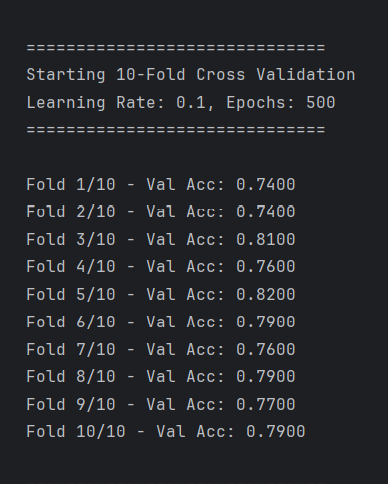 ==============================
Starting 10-Fold Cross Validation
Learning Rate: 0.1, Epochs: 500
==============================
Fold 1/10 - Val Acc: 0.7400
Fold 2/10 - Val Acc: 0.7400
Fold 3/10 - Val Acc: 0.8100
Fold 4/10 - Val Acc: 0.7600
Fold 5/10 - Val Acc: 0.8200
Fold 6/10 - Val Acc: 0.7900
Fold 7/10 - Val Acc: 0.7600
Fold 8/10 - Val Acc: 0.7900
Fold 9/10 - Val Acc: 0.7700
Fold 10/10 - Val Acc: 0.7900